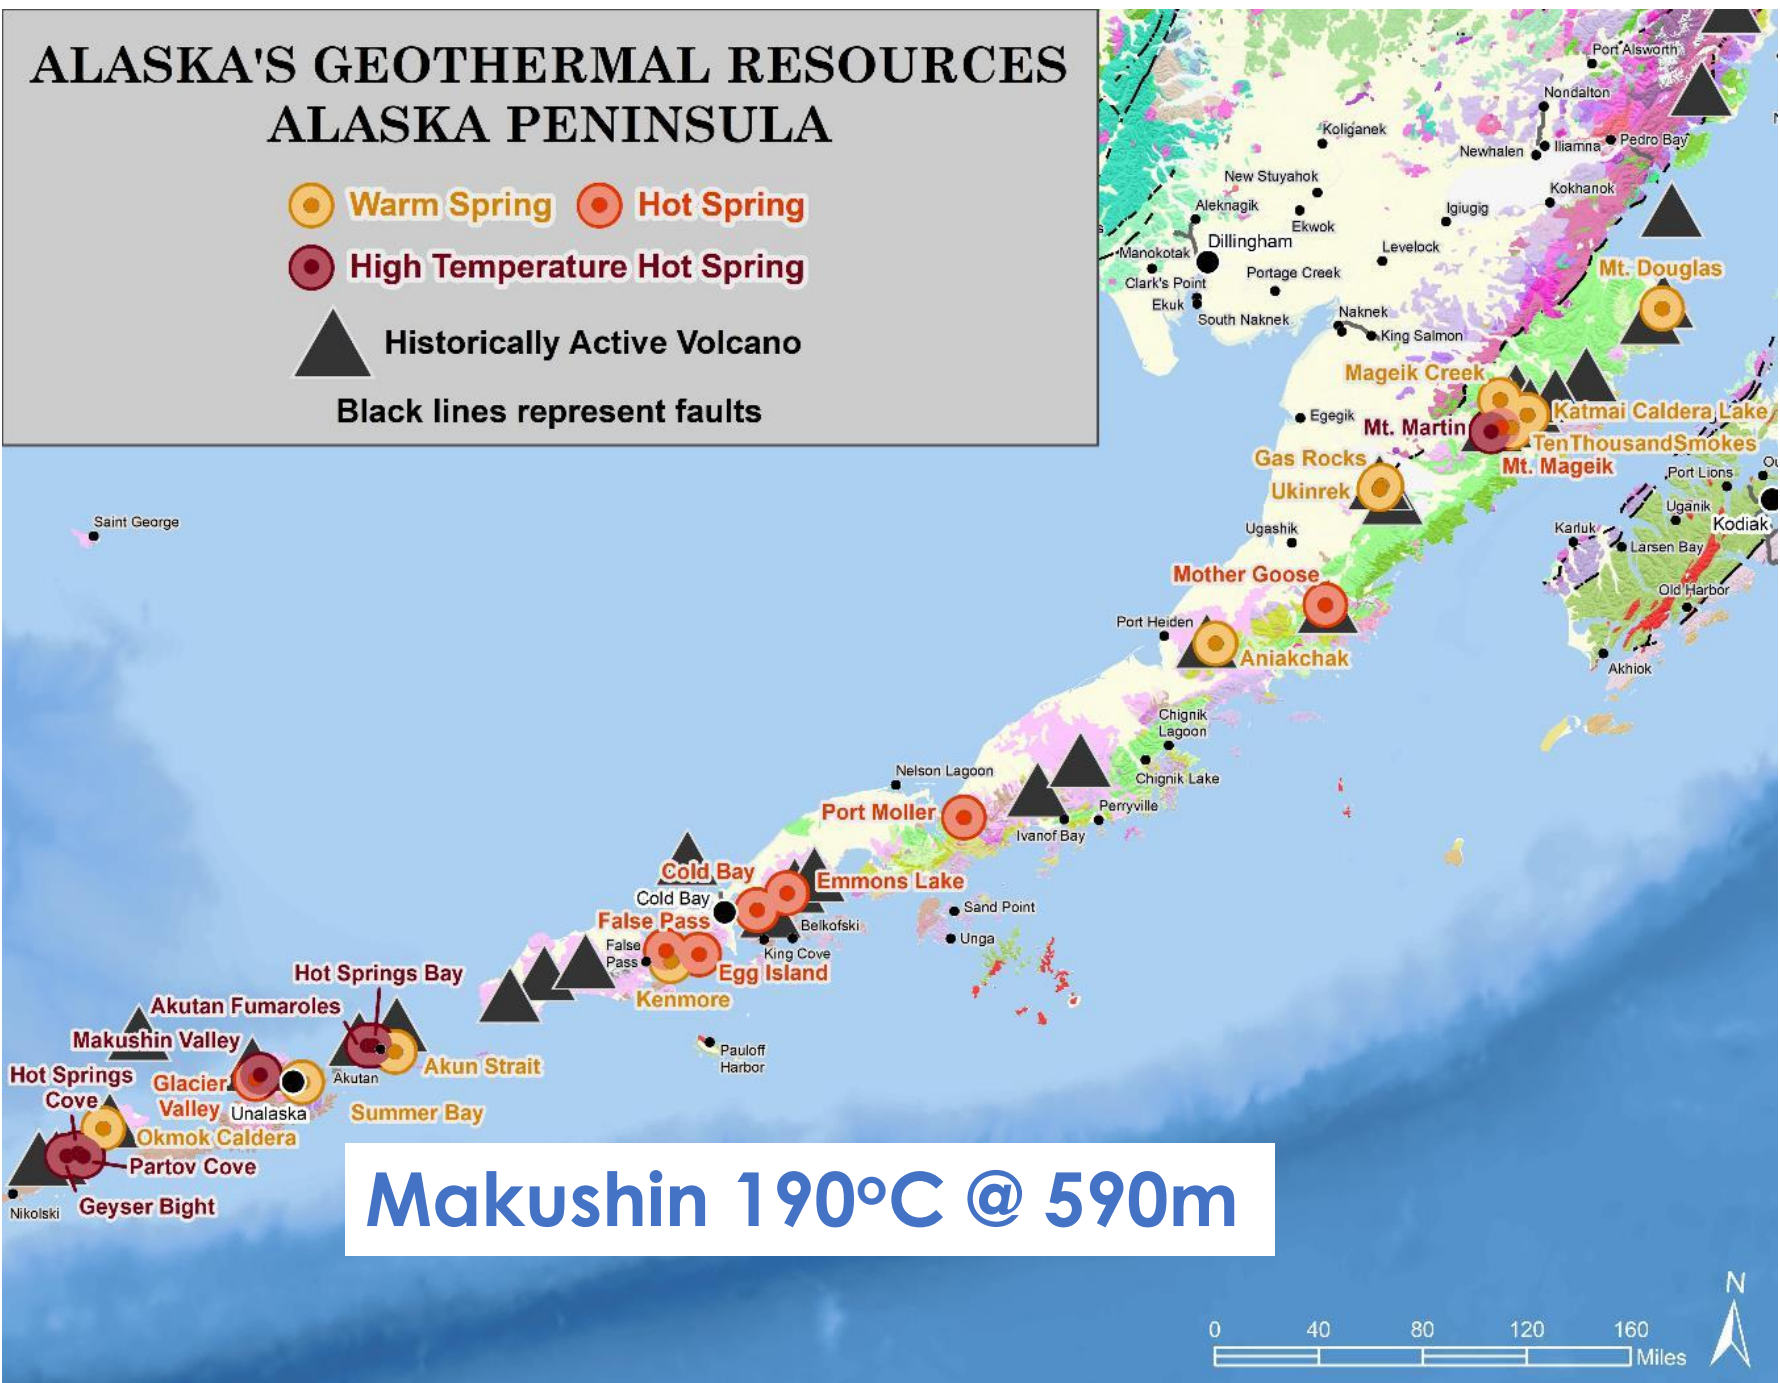 ALASKA'S GEOTHERMAL RESOURCES
ALASKA PENINSULA
Warm Spring
Hot Spring
High Temperature Hot Spring
Historically Active Volcano
Black lines represent faults
Port Alsworth
Nondalton
Koliganek
Newhalen
Iliamna
Pedro Bay
New Stuyahok
Kokhanok
Aleknagik
Ekwok
Igiugig
Manokotak
Dillingham
Levelock
Clark's Point
Portage Creek
Mt. Douglas
Ekuk
South Naknek
Naknek
King Salmon
Mageik Creek
Egegik
Mt. Martin
Katmai Caldera Lake
TenThousandSmokes
Mt. Mageik
Gas Rocks
Ukinrek
Port Lions
Ou
Uganik
Kodiak
Ugashik
Karluk
Larsen Bay
Old Harbor
Akhiok
Saint George
Mother Goose
Port Heiden
Aniakchak
Chignik
Lagoon
Chignik Lake
Nelson Lagoon
Port Moller
Perryville
Ivanof Bay
Cold Bay
Emmons Lake
Cold Bay
Sand Point
False Pass
Belkofski
Unga
False
Pass
King Cove
Egg Island
Kenmore
Hot Springs Bay
Akutan Fumaroles
Makushin Valley
Akun Strait
Pauloff
Harbor
Hot Springs
Cove
Glacier
Valley
Akutan
Unalaska
Summer Bay
Okmok Caldera
Partov Cove
Geyser Bight
Nikolski
Makushin 190°C @ 590m
N
0 40 80 120 160
Miles